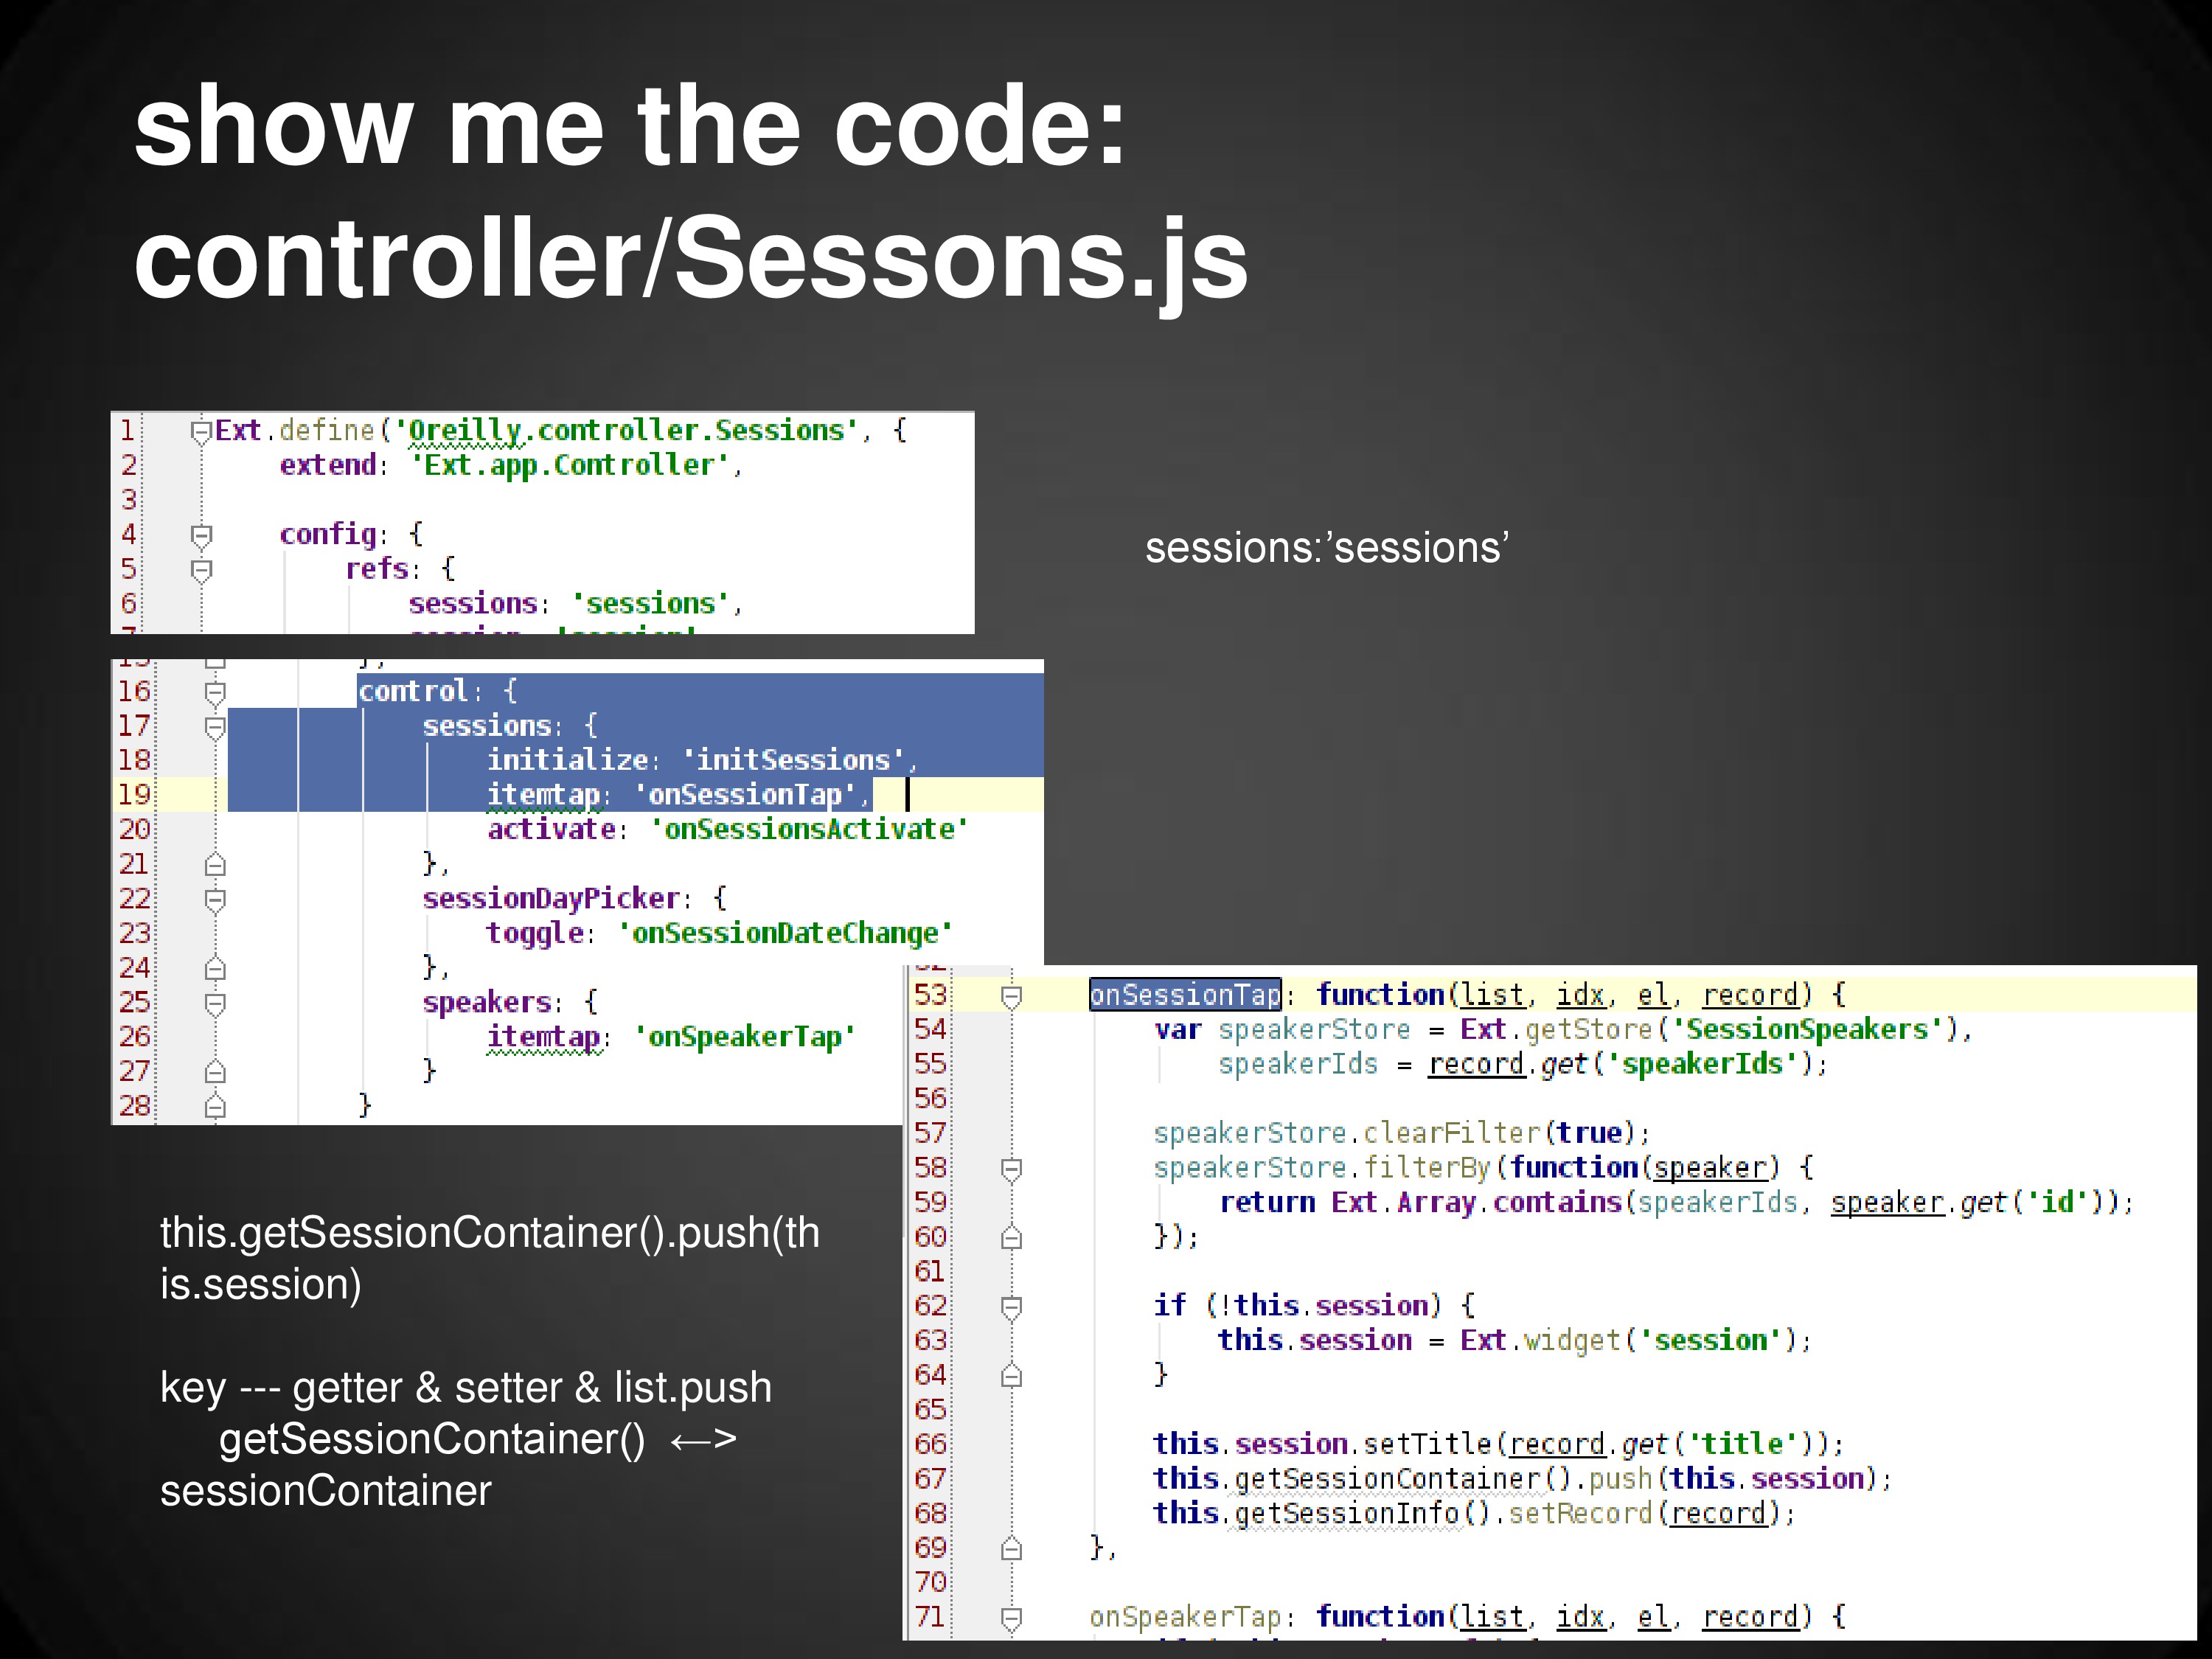 show me the code:
controller/Sessons.js
1 Ext.define('Oreilly.controller.Sessions', {
2 extend: 'Ext.app.Controller',
3
4 config: {
5 refs: {
6 sessions: 'sessions',
7 session: 'session'
sessions:’sessions’
15 },
16 control: {
17 sessions: {
18 initialize: 'initSessions',
19 itemtap: 'onSessionTap',
20 activate: 'onSessionsActivate'
21 },
22 sessionDayPicker: {
23 toggle: 'onSessionDateChange'
24 },
25 speakers: {
26 itemtap: 'onSpeakerTap'
27 }
28 }
53 onSessionTap: function(list, idx, el, record) {
54 var speakerStore = Ext.getStore('SessionSpeakers'),
55 speakerIds = record.get('speakerIds');
56
57 speakerStore.clearFilter(true);
58 speakerStore.filterBy(function(speaker) {
59 return Ext.Array.contains(speakerIds, speaker.get('id'));
60 });
61
62 if (!this.session) {
63 this.session = Ext.widget('session');
64 }
65
66 this.session.setTitle(record.get('title'));
67 this.getSessionContainer().push(this.session);
68 this.getSessionInfo().setRecord(record);
69 },
70
71 onSpeakerTap: function(list, idx, el, record) {
this.getSessionContainer().push(th
is.session)
key --- getter & setter & list.push
getSessionContainer() <—>
sessionContainer